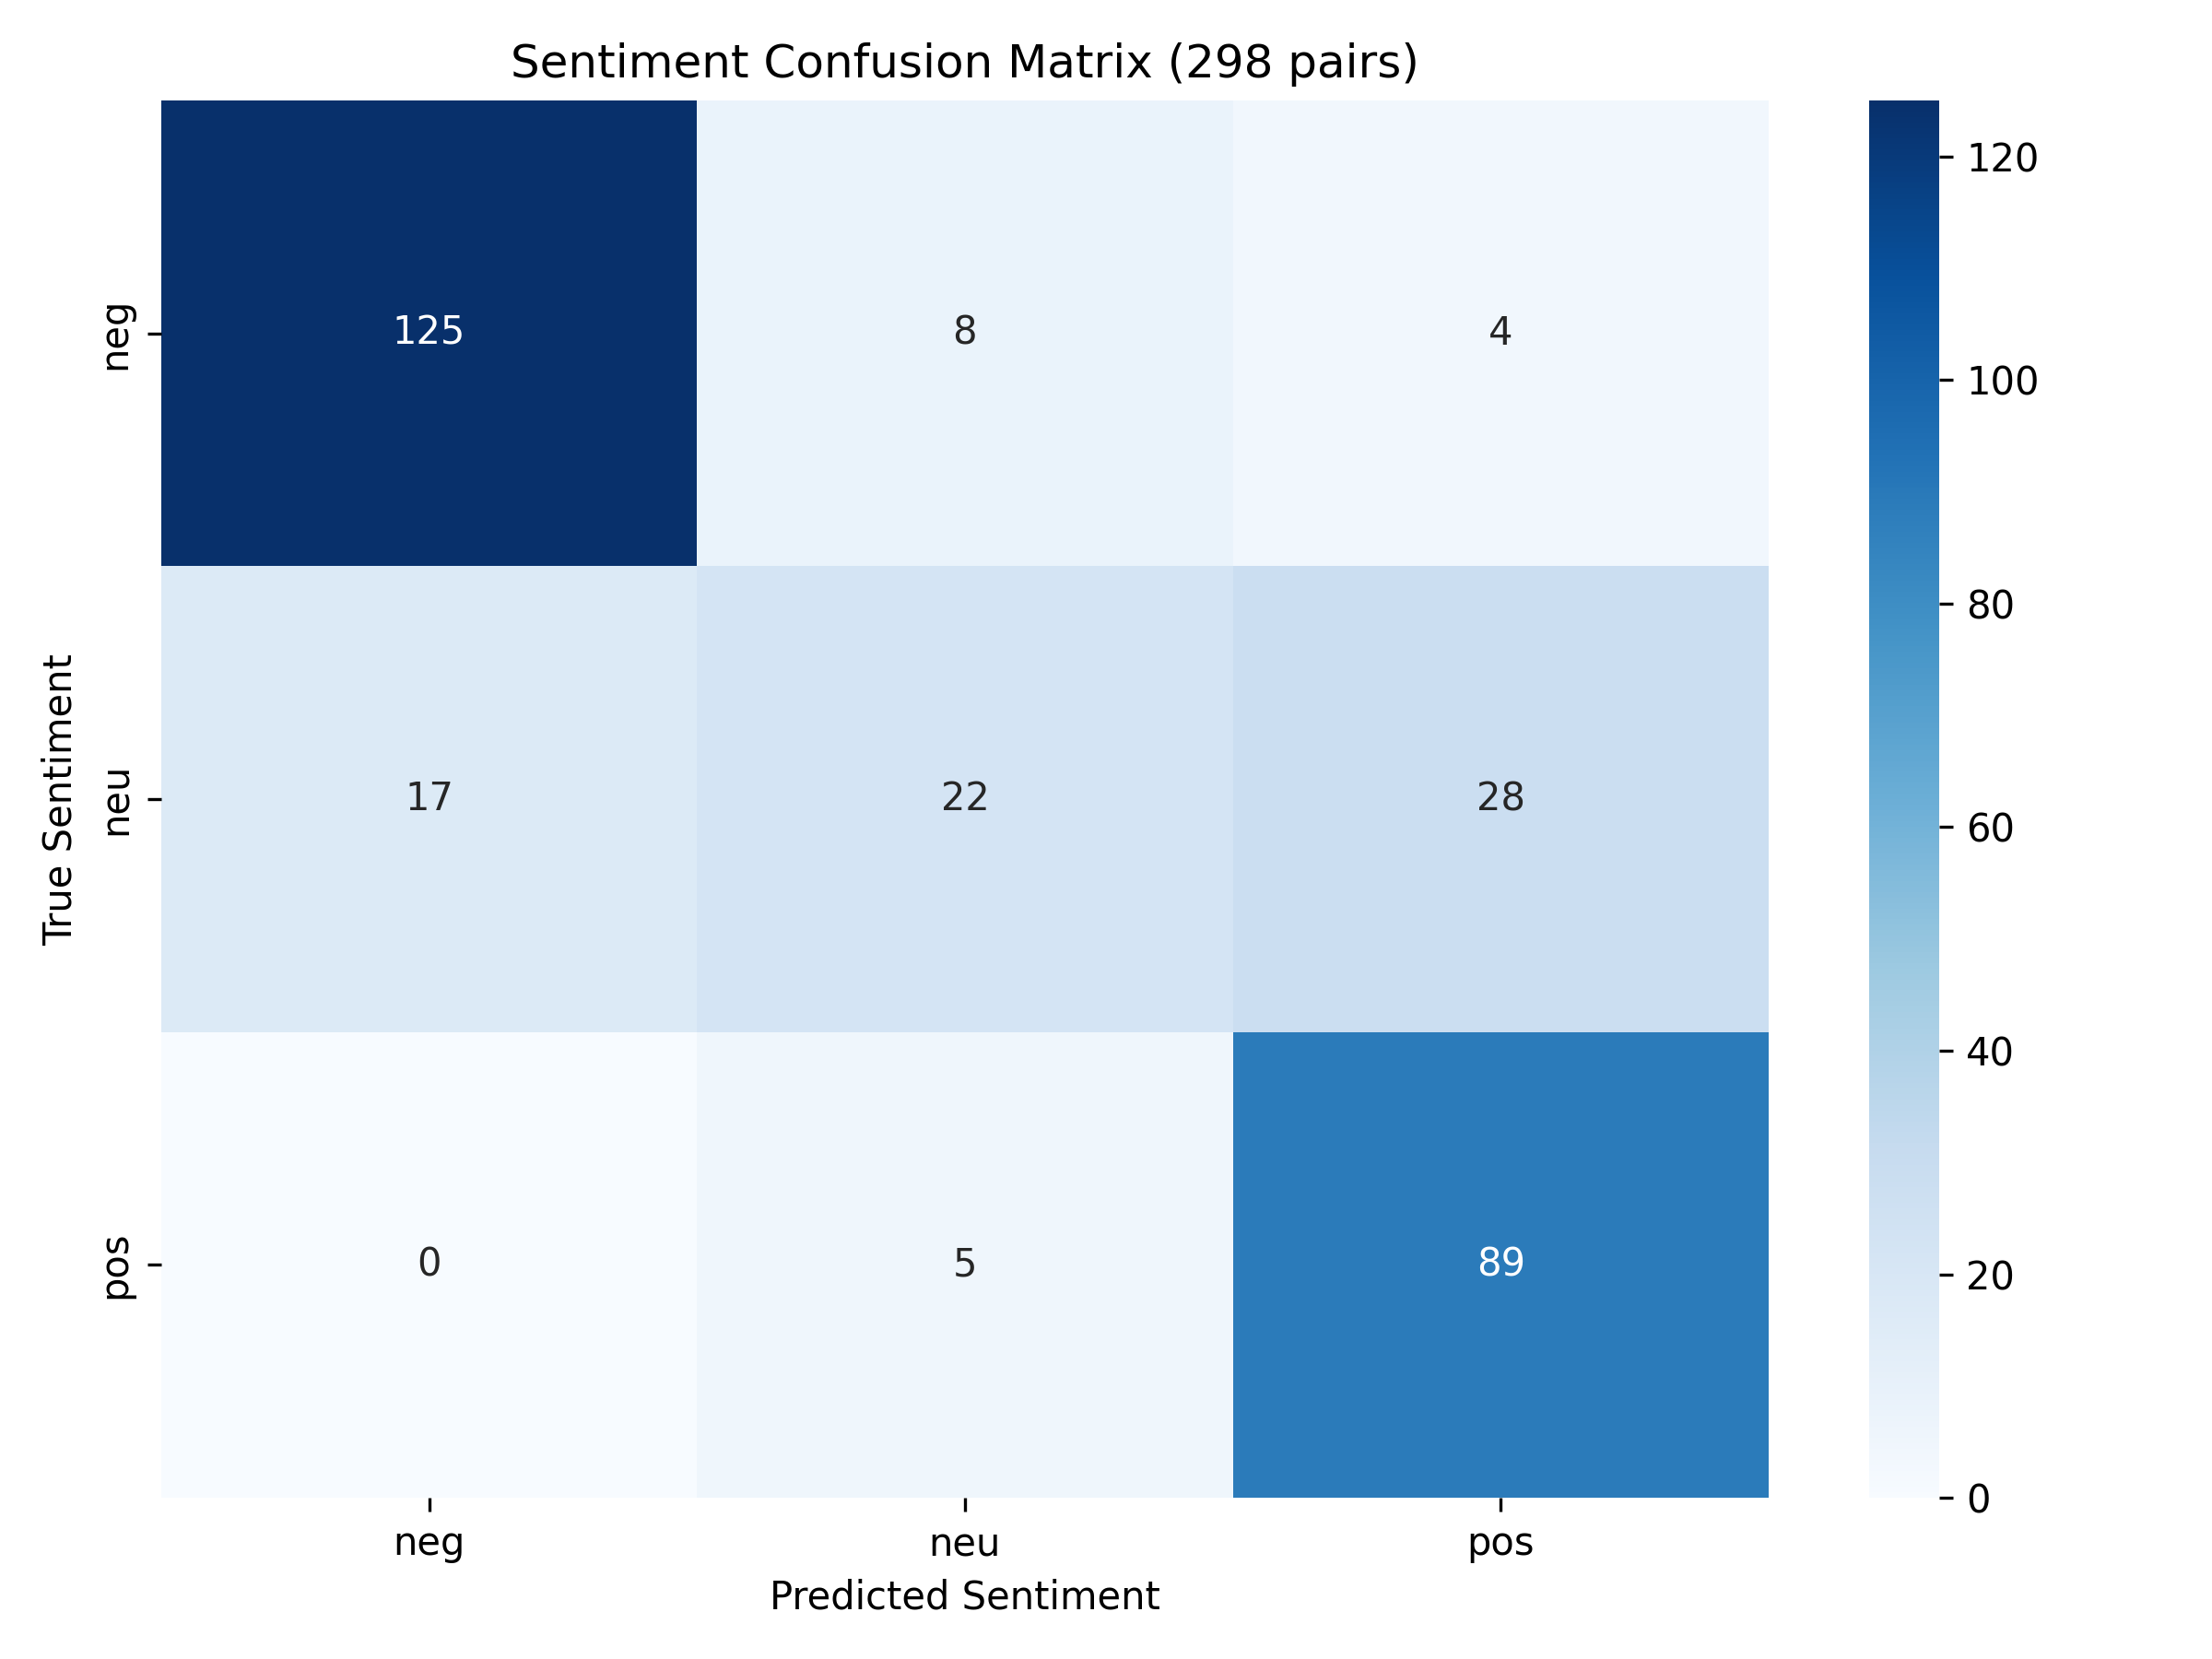 Sentiment Confusion Matrix (298 pairs)
True Sentiment
neg
125 8 4
neu
17 22 28
pos
0 5 89
neg neu pos
Predicted Sentiment
120
100
80
60
40
20
0